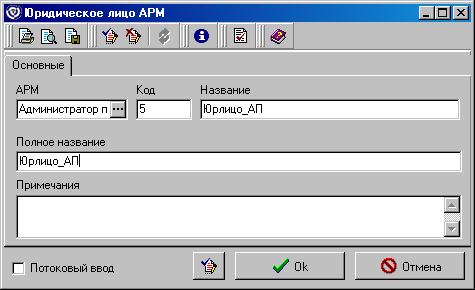 Юридическое лицо АРМ
Основные
АРМ Код Название
Администратор п ... 5 Юрлицо_АП
Полное название
Юрлицо_АП
Примечания
Потоковый ввод Ok Отмена